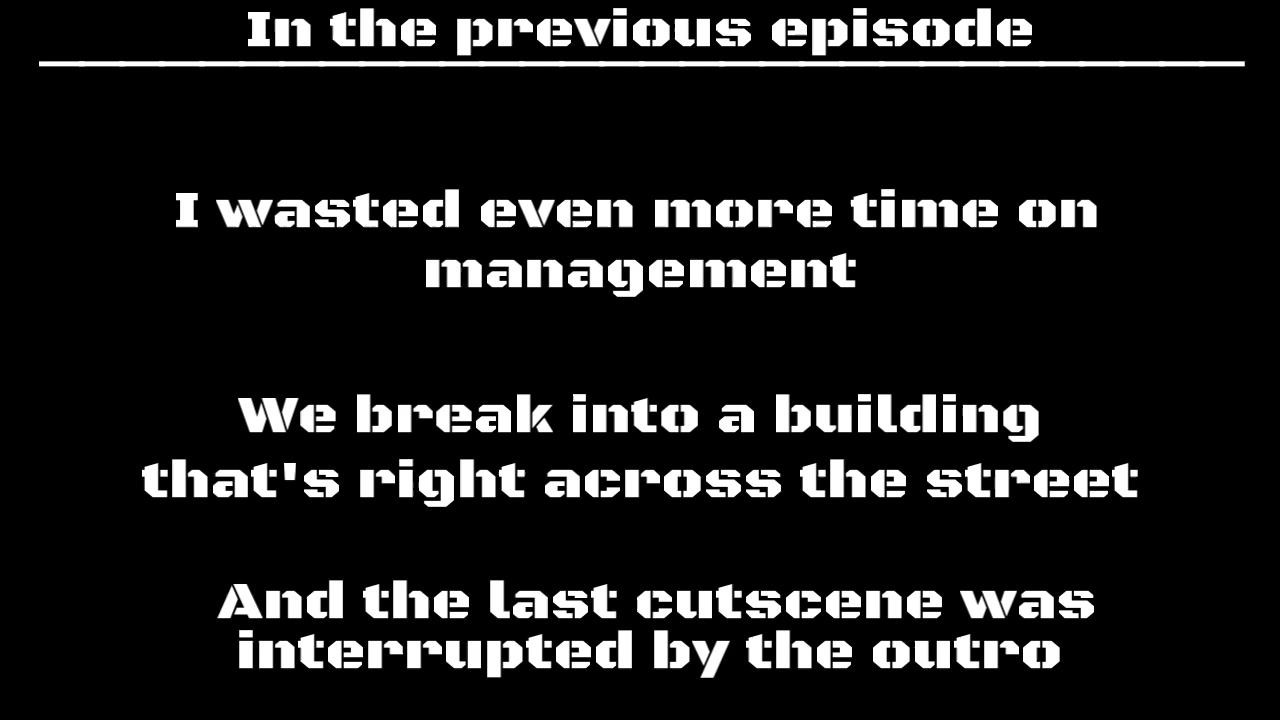 In the previous episode
I wasted even more time on
management
We break into a building
that's right across the street
And the last cutscene was
interrupted by the outro